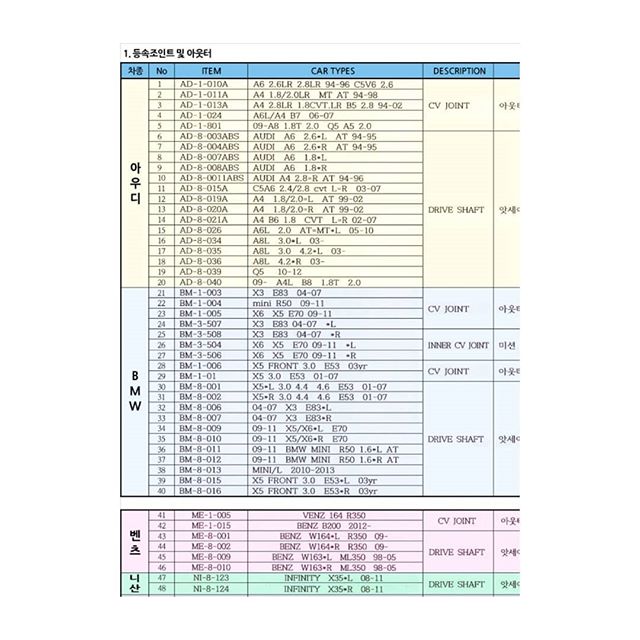 1. 등속조인트 및 아웃터
차종 No ITEM CAR TYPES DESCRIPTION
아우디
1 AD-1-010A A6 2.6LR 2.8LR 94-96 C5V6 2.6
2 AD-1-011A A4 1.8/2.0LR MT AT 94-98
3 AD-1-013A A4 2.8LR 1.8CVT.LR B5 2.8 94-02 CV JOINT
4 AD-1-024 A6L/A4 B7 06-07
5 AD-1-801 09-A8 1.8T 2.0 Q5 A5 2.0
6 AD-8-003ABS AUDI A6 2.6*L AT 94-95
7 AD-8-004ABS AUDI A6 2.6*R AT 94-95
8 AD-8-007ABS AUDI A6 1.8*L
9 AD-8-008ABS AUDI A6 1.8*R
10 AD-8-0011ABS AUDI A4 2.8=R AT 94-96
11 AD-8-015A C5A6 2.4/2.8 cvt L=R 03-07
12 AD-8-019A A4 1.8/2.0=L AT 99-02
13 AD-8-020A A4 1.8/2.0=R AT 99-02 DRIVE SHAFT
14 AD-8-021A A4 B6 1.8 CVT L=R 02-07
15 AD-8-026 A6L 2.0 AT=MT*L 05-10
16 AD-8-034 A8L 3.0*L 03-
17 AD-8-035 A8L 3.0 4.2*L 03-
18 AD-8-036 A8L 4.2*R 03-
19 AD-8-039 Q5 10-12
20 AD-8-040 09- A4L B8 1.8T 2.0
BMW
21 BM-1-003 X3 E83 04-07
22 BM-1-004 mini R50 09-11 CV JOINT
23 BM-1-005 X6 X5 E70 09-11
24 BM-3-507 X3 E83 04-07 *L
25 BM-3-508 X3 E83 04-07 *R
26 BM-3-504 X6 X5 E70 09-11 *L INNER CV JOINT 미션
27 BM-3-506 X6 X5 E70 09-11 *R
28 BM-1-006 X5 FRONT 3.0 E53 03yr CV JOINT
29 BM-1-01 X5 3.0 E53 01-07
30 BM-8-001 X5*L 3.0 4.4 4.6 E53 01-07
31 BM-8-002 X5*R 3.0 4.4 4.6 E53 01-07
32 BM-8-006 04-07 X3 E83*L
33 BM-8-007 04-07 X3 E83*R
34 BM-8-009 09-11 X5/X6*L E70
35 BM-8-010 09-11 X5/X6*R E70 DRIVE SHAFT
36 BM-8-011 09-11 BMW MINI R50 1.6*L AT
37 BM-8-012 09-11 BMW MINI R50 1.6*R AT
38 BM-8-013 MINI/L 2010-2013
39 BM-8-015 X5 FRONT 3.0 E53*L 03yr
40 BM-8-016 X5 FRONT 3.0 E53*R 03yr
벤츠
41 ME-1-005 VENZ 164 R350 CV JOINT
42 ME-1-015 BENZ B200 2012-
43 ME-8-001 BENZ W164*L R350 09-
44 ME-8-002 BENZ W164*R R350 09- DRIVE SHAFT
45 ME-8-009 BENZ W163*L ML350 98-05
46 ME-8-010 BENZ W163*R ML350 98-05
니산
47 NI-8-123 INFINITY X35*L 08-11 DRIVE SHAFT
48 NI-8-124 INFINITY X35*R 08-11